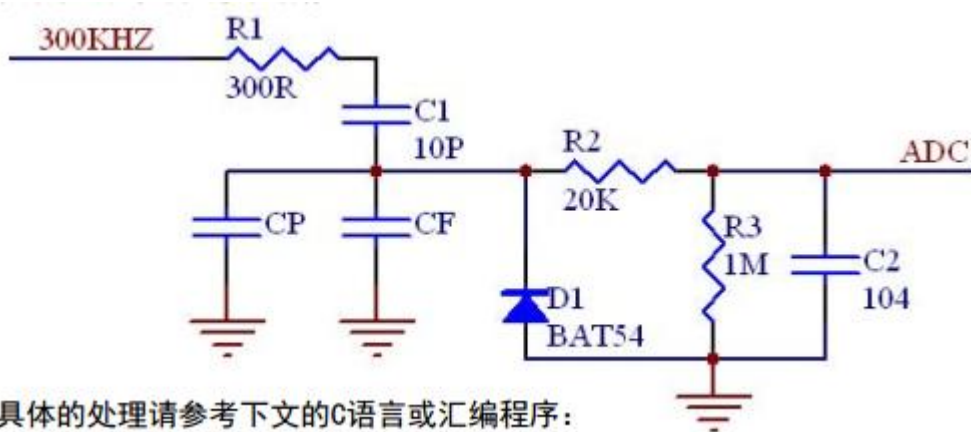 300KHZ
R1
300R
C1
10P
R2
20K
ADC
CP
CF
R3
1M
C2
104
D1
BAT54
具体的处理请参考下文的C语言或汇编程序：